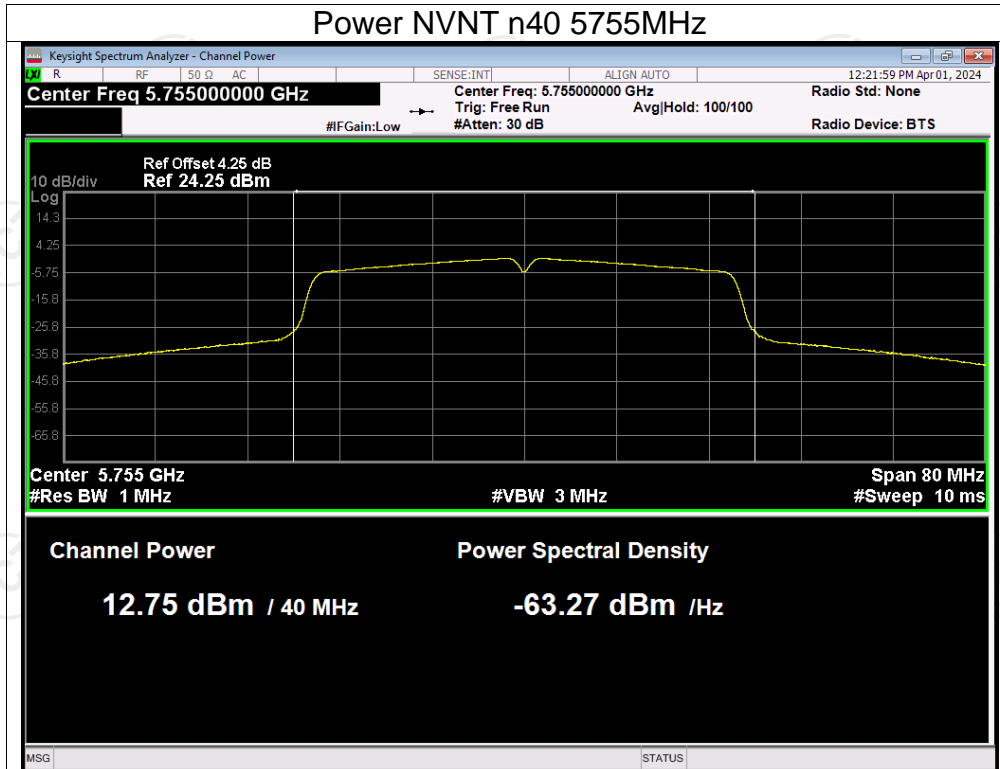 Power NVNT n40 5755MHz
Keysight Spectrum Analyzer - Channel Power
LXI R RF 50 Ω AC SENSE:INT ALIGN AUTO 12:21:59 PM Apr 01, 2024
Center Freq 5.755000000 GHz Center Freq: 5.755000000 GHz Radio Std: None
Trig: Free Run Avg|Hold: 100/100
#IFGain:Low #Atten: 30 dB Radio Device: BTS
Ref Offset 4.25 dB
10 dB/div Ref 24.25 dBm
Log
14.3
4.25
-5.75
-15.8
-25.8
-35.8
-45.8
-55.8
-65.8
Center 5.755 GHz Span 80 MHz
#Res BW 1 MHz #VBW 3 MHz #Sweep 10 ms
Channel Power Power Spectral Density
12.75 dBm / 40 MHz -63.27 dBm /Hz
MSG STATUS